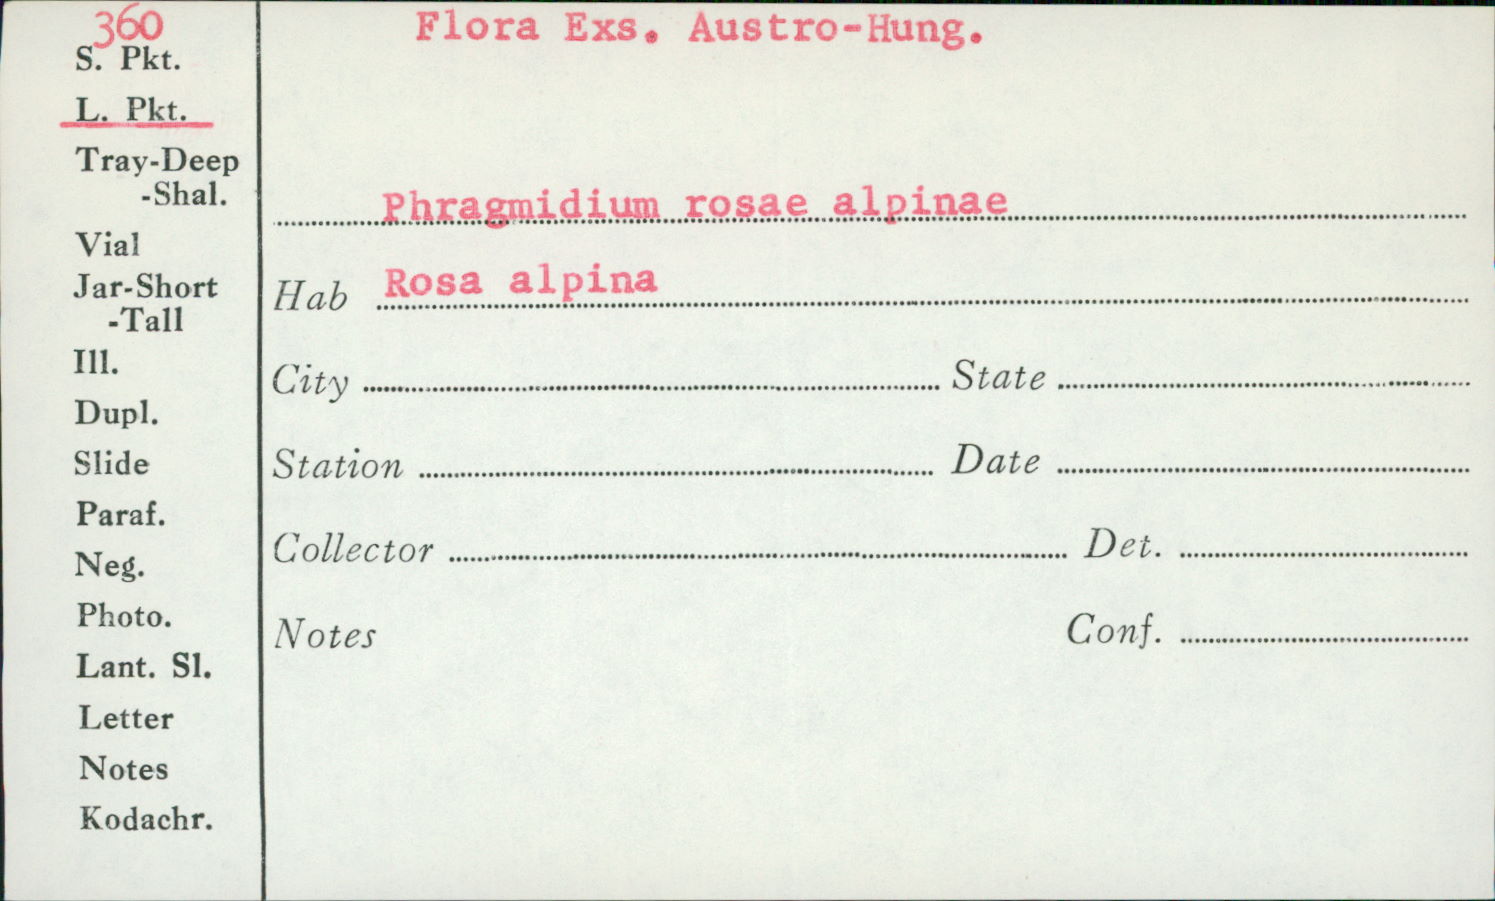 360
S. Pkt.
L. Pkt.
Tray-Deep
-Shal.
Vial
Jar-Short
-Tall
Ill.
Dupl.
Slide
Paraf.
Neg.
Photo.
Lant. Sl.
Letter
Notes
Kodachr.
Flora Exs. Austro-Hung.
Phragmidium rosae alpinae
Hab Rosa alpina
City State
Station Date
Collector Det.
Notes Conf.